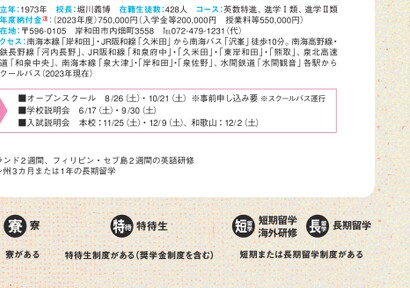 立年:1973年 校長:堀川義博 在籍生徒数:428人 コース:英数特進、進学Ⅰ類、進学Ⅱ類
年度納付金注:(2023年度)750,000円(入学金等200,000円 授業料等550,000円)
在地:〒596-0105 岸和田市内畑町3558 ℡072-479-1231(代)
クセス:南海本線「岸和田」・JR阪和線「久米田」から南海バス「沢峯」徒歩10分。南海高野線・
鉄長野線「河内長野」、JR阪和線「和泉府中」・「久米田」・「東岸和田」・「熊取」、泉北高速
道「和泉中央」、南海本線「泉大津」・「岸和田」・「泉佐野」、水間鉄道「水間観音」各駅から
クールバス(2023年現在)
■オープンスクール 8/26(土)・10/21(土) ※事前申し込み要 ※スクールバス運行
■学校説明会 6/17(土)・9/30(土)
■入試説明会 本校:11/25(土)・12/9(土)、和歌山:12/2(土)
ランド2週間、フィリピン・セブ島2週間の英語研修
ン州3カ月または1年の長期留学
寮 寮
特待 特待生
短留学 短期留学 海外研修
長留学 長期留学
寮がある
特待生制度がある(奨学金制度を含む)
短期または長期留学制度がある